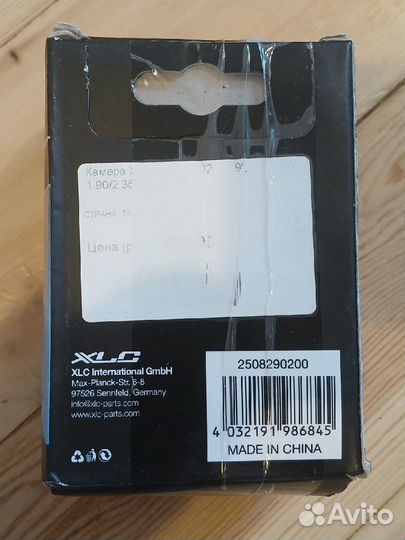 Камера
1.90/2.35
СТРАНА
Цена
XLC
XLC International GmbH
Max-Planck-Str. 6-8
97526 Sennfeld, Germany
info@xlc-parts.com
www.xlc-parts.com
2508290200
4 032191 986845
MADE IN CHINA
Avito